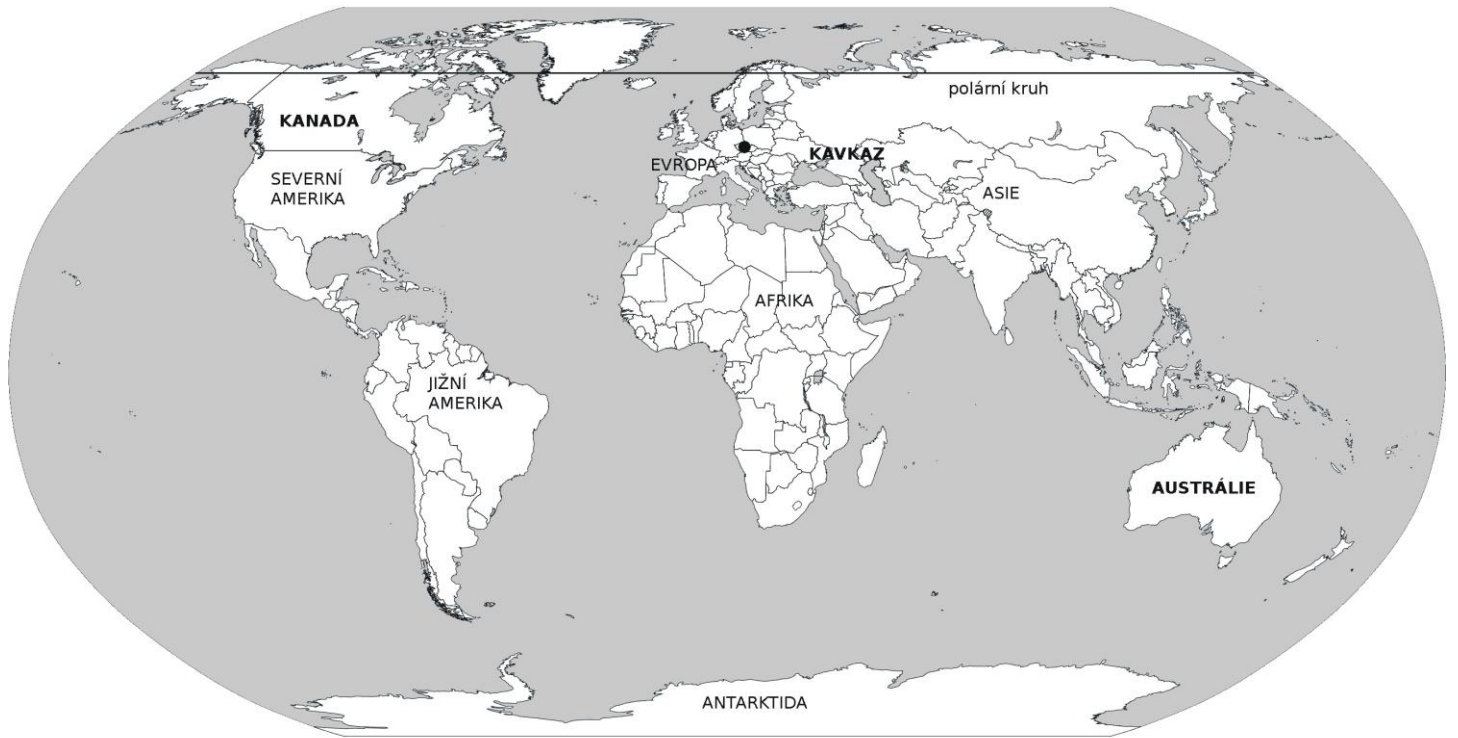 polární kruh
KANADA
EVROPA
KAVKAZ
SEVERNÍ
AMERIKA
ASIE
AFRIKA
JIŽNÍ
AMERIKA
AUSTRÁLIE
ANTARKTIDA